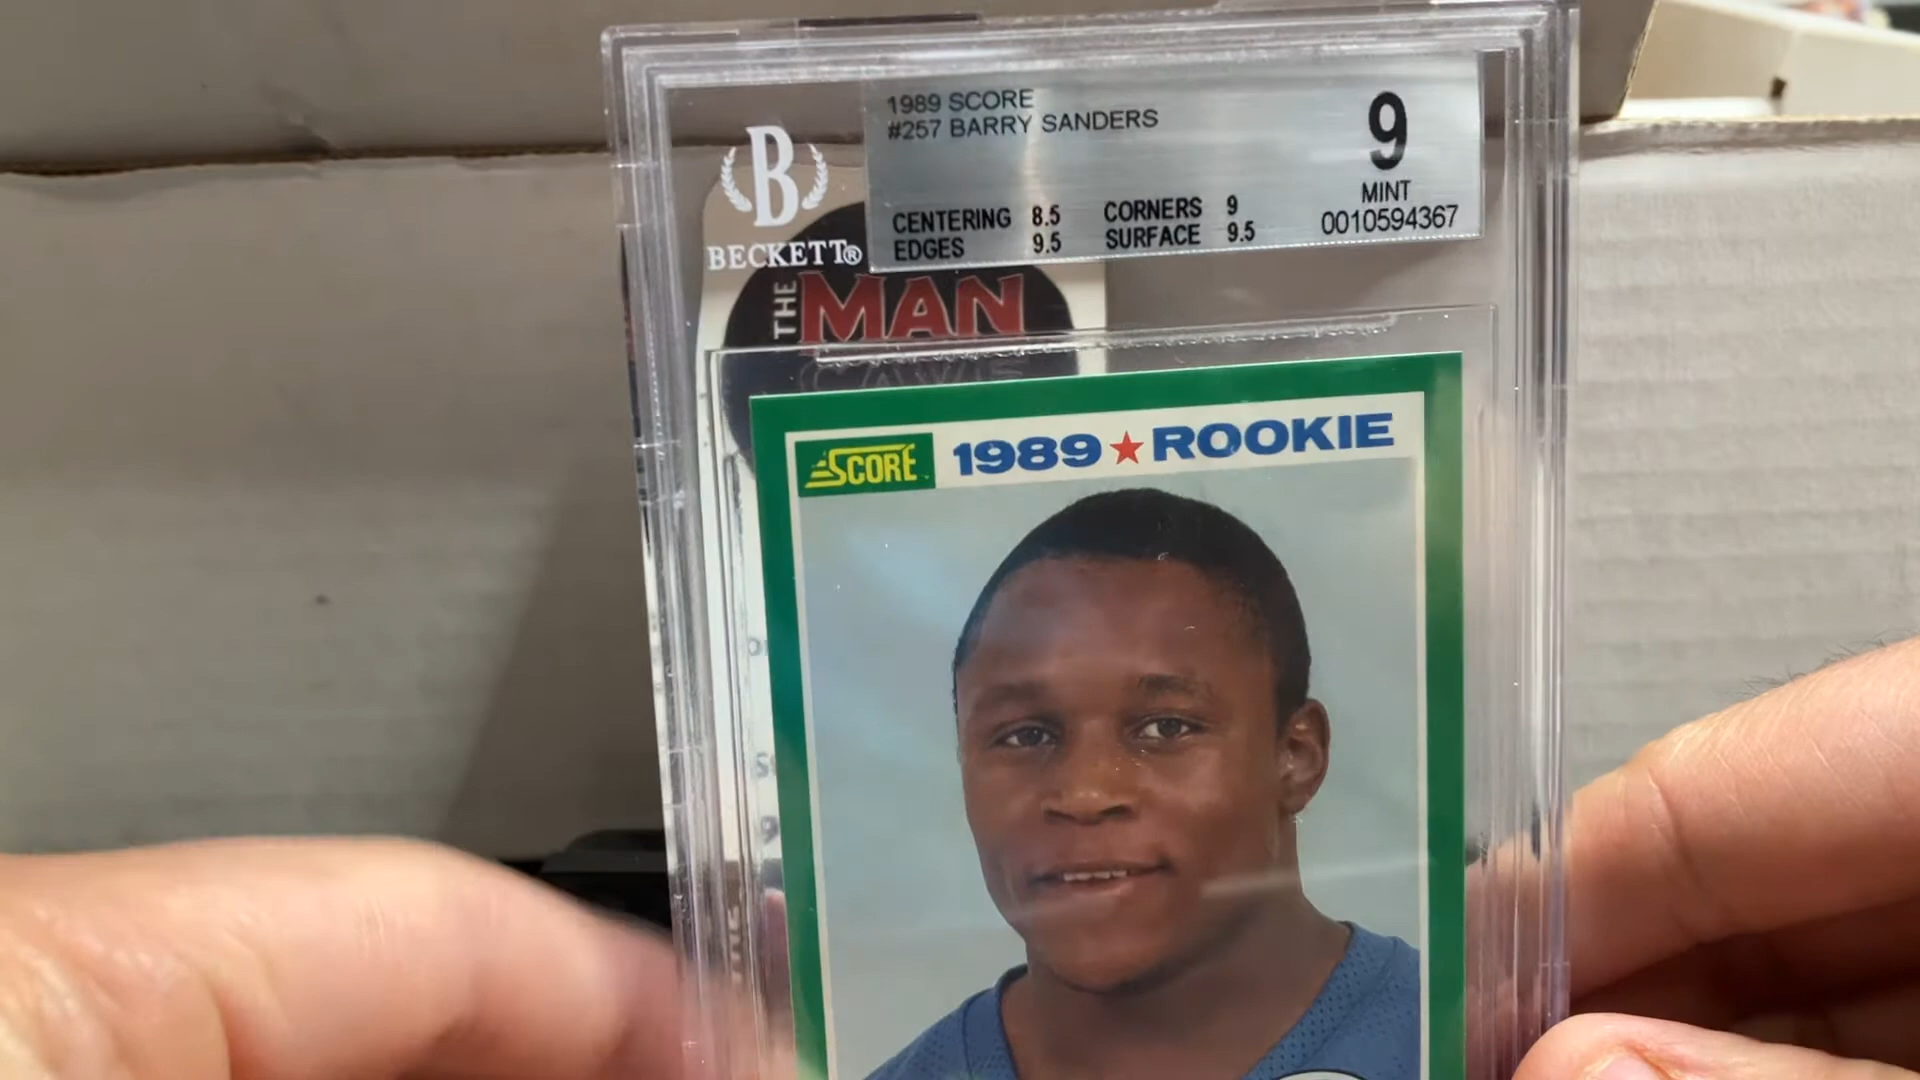 1989 SCORE
#257 BARRY SANDERS
9
MINT
0010594367
CENTERING 8.5 CORNERS 9
EDGES 9.5 SURFACE 9.5
B
BECKETT®
THE MAN
SCORE 1989 ★ ROOKIE